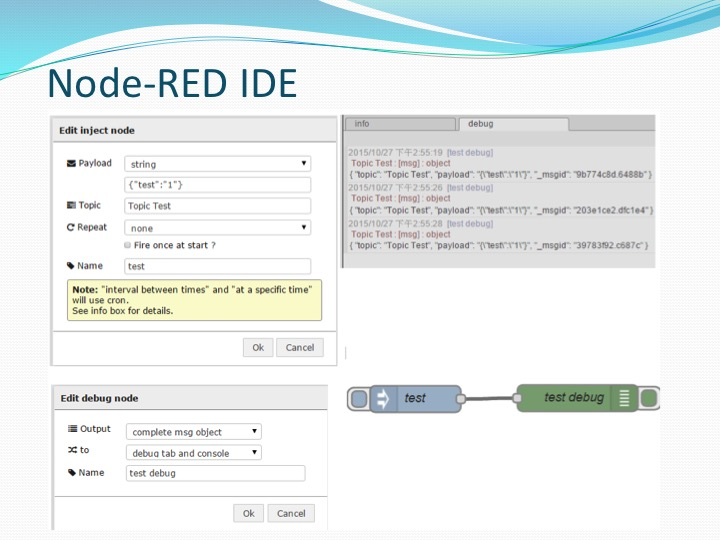 Node-RED IDE
Edit inject node
Payload string
{"test":"1"}
Topic Topic Test
Repeat none
Fire once at start ?
Name test
Note: "interval between times" and "at a specific time"
will use cron.
See info box for details.
Ok Cancel
info debug
2015/10/27 下午2:55:19 [test debug]
Topic Test : [msg] : object
{ "topic": "Topic Test", "payload": "{\"test\":\"1\"}", "_msgid": "9b774c8d.6488b" }
2015/10/27 下午2:55:26 [test debug]
Topic Test : [msg] : object
{ "topic": "Topic Test", "payload": "{\"test\":\"1\"}", "_msgid": "203e1ce2.dfc1e4" }
2015/10/27 下午2:55:28 [test debug]
Topic Test : [msg] : object
{ "topic": "Topic Test", "payload": "{\"test\":\"1\"}", "_msgid": "39783f92.c687c" }
Edit debug node
Output complete msg object
to debug tab and console
Name test debug
Ok Cancel
test test debug